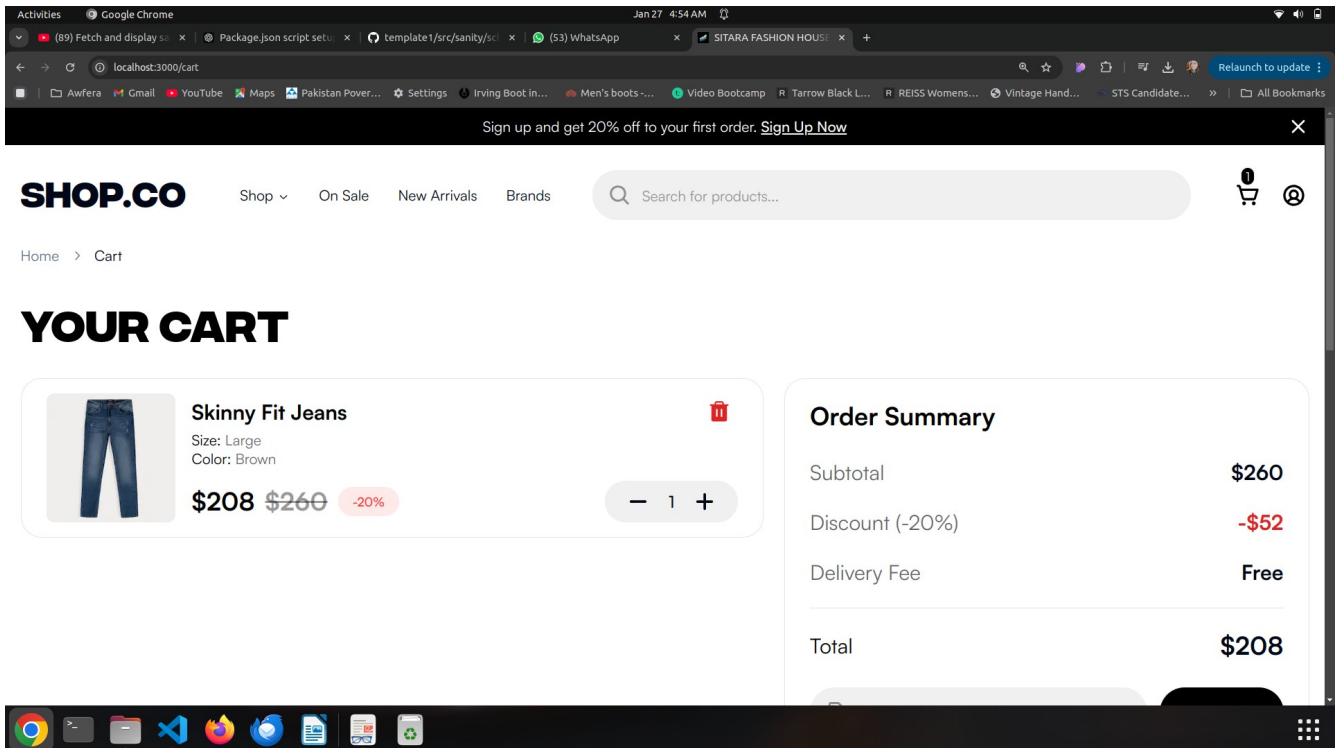 Activities Google Chrome Jan 27 4:54 AM
(89) Fetch and display sa Package.json script setu template1/src/sanity/sc (53) WhatsApp SITARA FASHION HOUSE
localhost:3000/cart Relaunch to update
Awfera Gmail YouTube Maps Pakistan Pover... Settings Irving Boot in... Men's boots -... Video Bootcamp Tarrow Black L... REISS Womens... Vintage Hand... STS Candidate... » All Bookmarks
Sign up and get 20% off to your first order. Sign Up Now
SHOP.CO Shop On Sale New Arrivals Brands Search for products... 1
Home > Cart
YOUR CART
Skinny Fit Jeans
Size: Large
Color: Brown
$208 $260 -20% − 1 +
Order Summary
Subtotal $260
Discount (-20%) -$52
Delivery Fee Free
Total $208